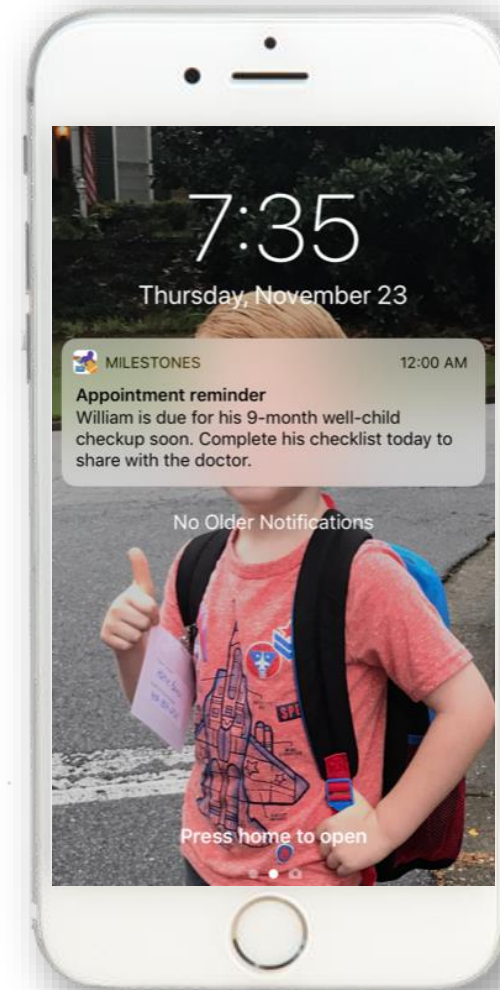 7:35
Thursday, November 23
MILESTONES 12:00 AM
Appointment reminder
William is due for his 9-month well-child
checkup soon. Complete his checklist today to
share with the doctor.
No Older Notifications
Press home to open